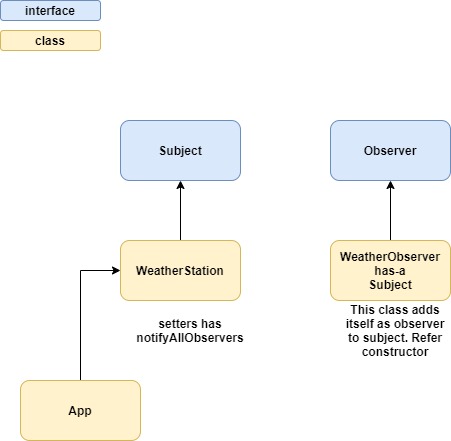 interface
class
Subject
Observer
WeatherStation
WeatherObserver
has-a
Subject
setters has
notifyAllObservers
This class adds
itself as observer
to subject. Refer
constructor
App